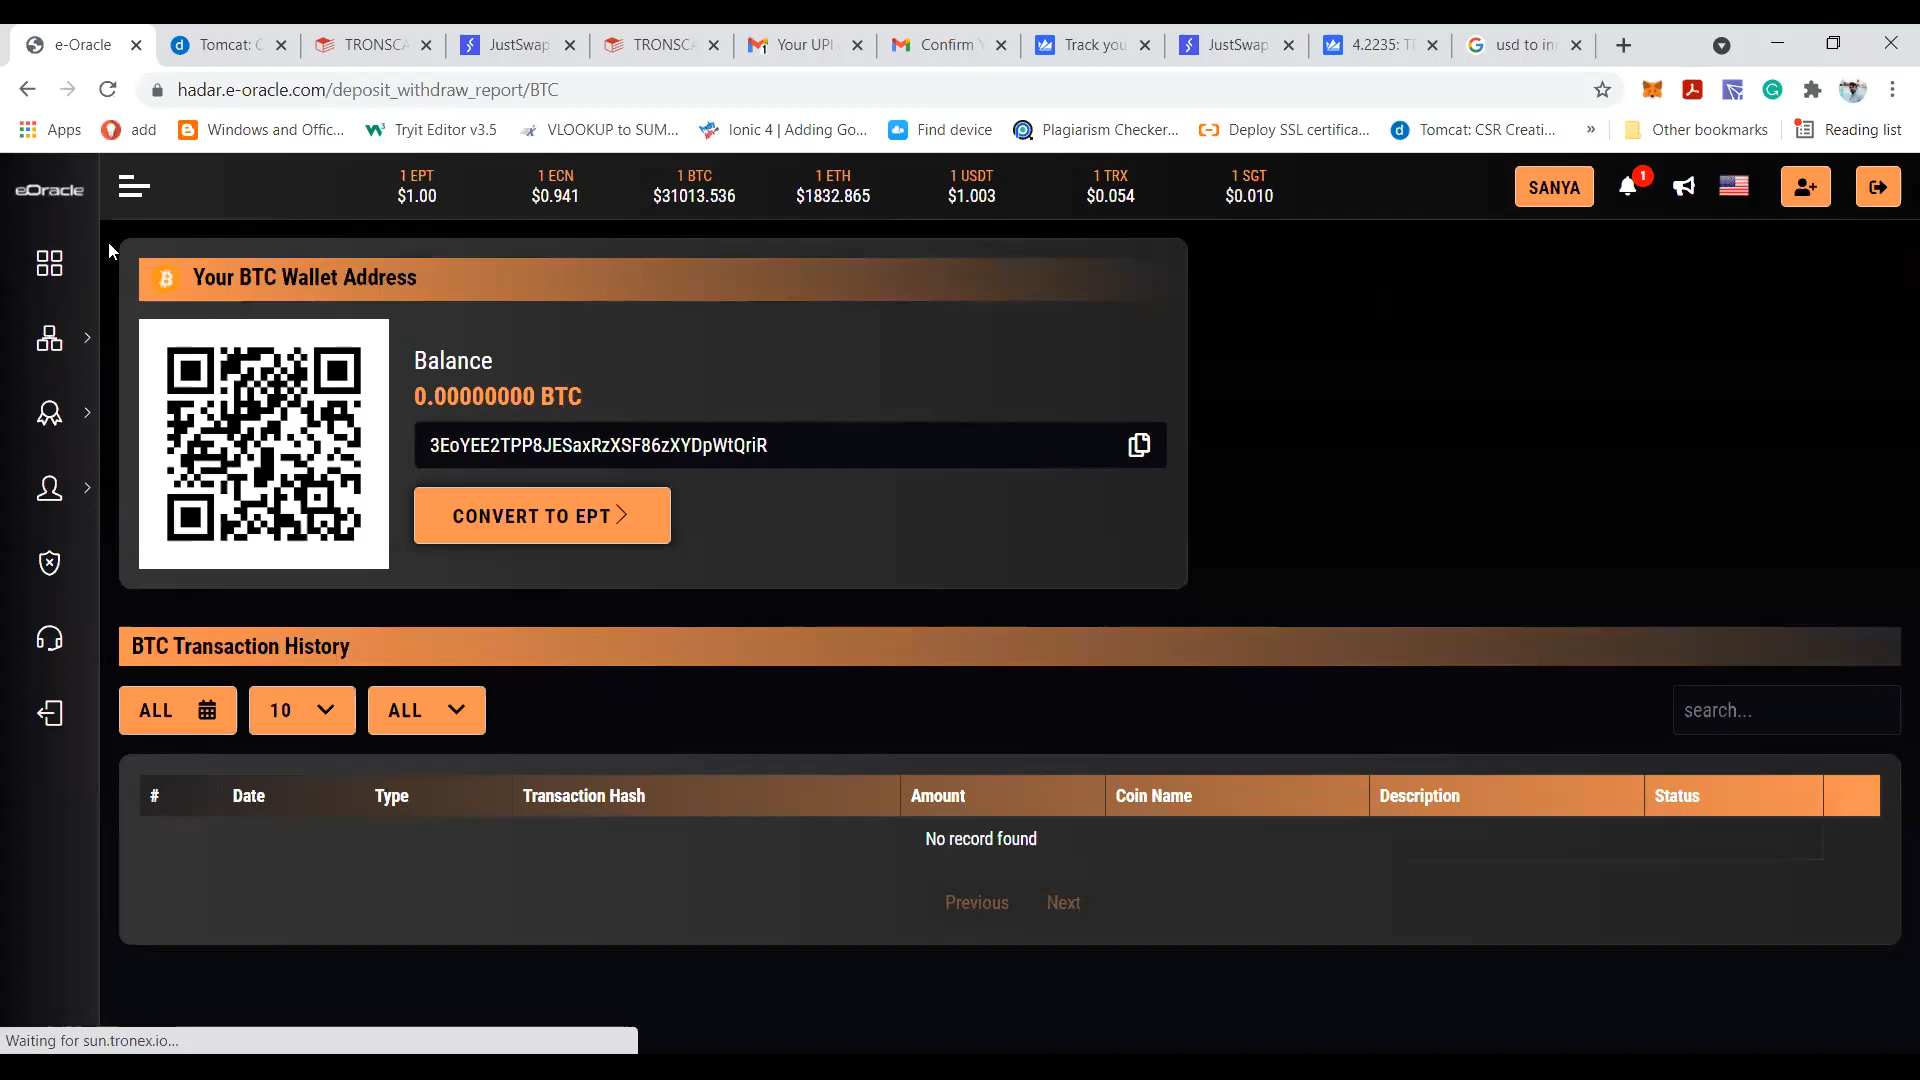 e-Oracle
Tomcat: C
TRONSCA
JustSwap
TRONSCA
Your UPI
Confirm Y
Track you
JustSwap
4.2235: T
usd to in
hadar.e-oracle.com/deposit_withdraw_report/BTC
Apps
add
Windows and Offic...
Tryit Editor v3.5
VLOOKUP to SUM...
Ionic 4 | Adding Go...
Find device
Plagiarism Checker...
Deploy SSL certifica...
Tomcat: CSR Creati...
»
Other bookmarks
Reading list
eOracle
1 EPT
$1.00
1 ECN
$0.941
1 BTC
$31013.536
1 ETH
$1832.865
1 USDT
$1.003
1 TRX
$0.054
1 SGT
$0.010
SANYA
1
Your BTC Wallet Address
Balance
0.00000000 BTC
3EoYEE2TPP8JESaxRzXSF86zXYDpWtQriR
CONVERT TO EPT
BTC Transaction History
ALL
10
ALL
search...
# Date Type Transaction Hash Amount Coin Name Description Status
No record found
Previous Next
Waiting for sun.tronex.io...